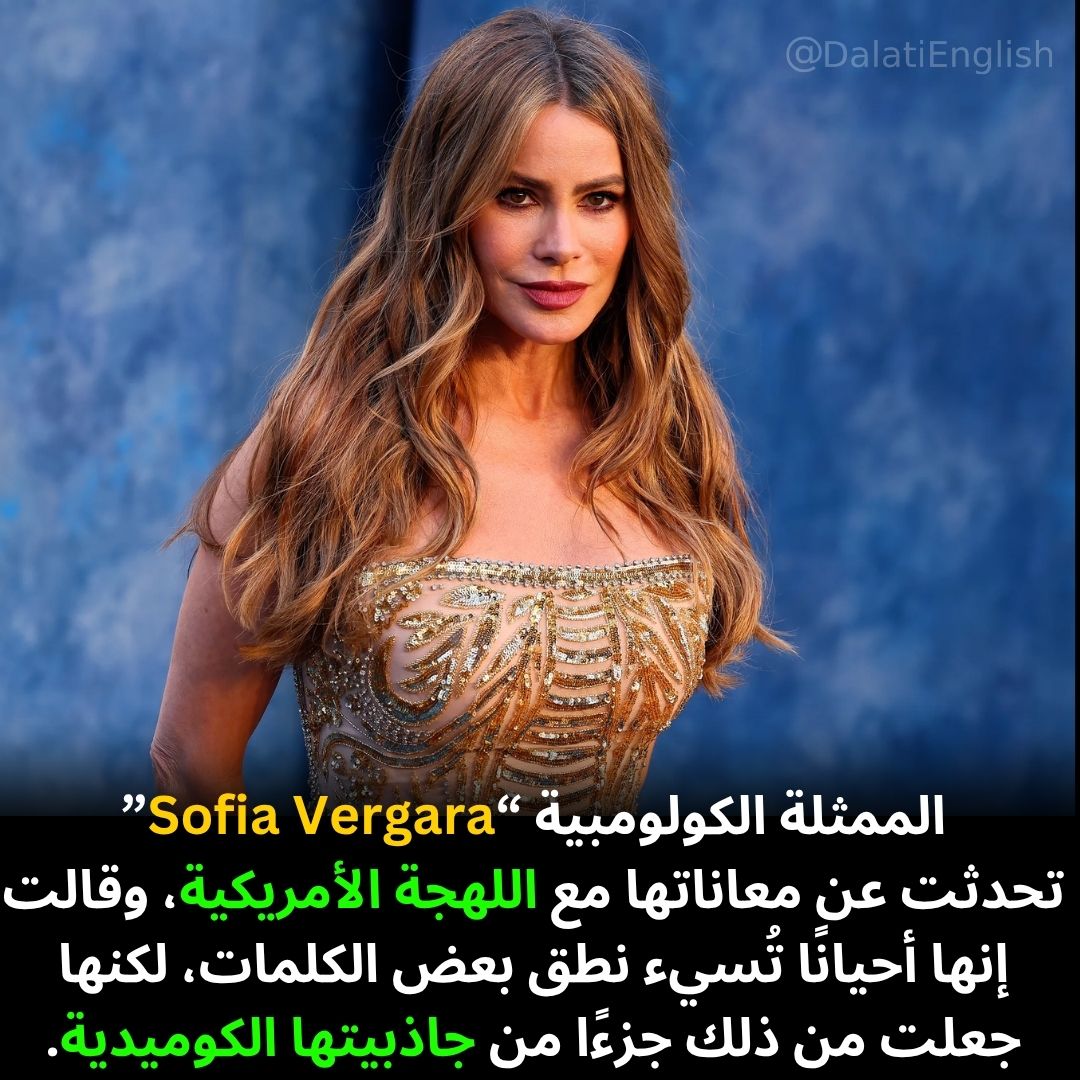 @DalatiEnglish
الممثلة الكولومبية “Sofia Vergara”
تحدثت عن معاناتها مع اللهجة الأمريكية، وقالت
إنها أحيانًا تُسيء نطق بعض الكلمات، لكنها
جعلت من ذلك جزءًا من جاذبيتها الكوميدية.